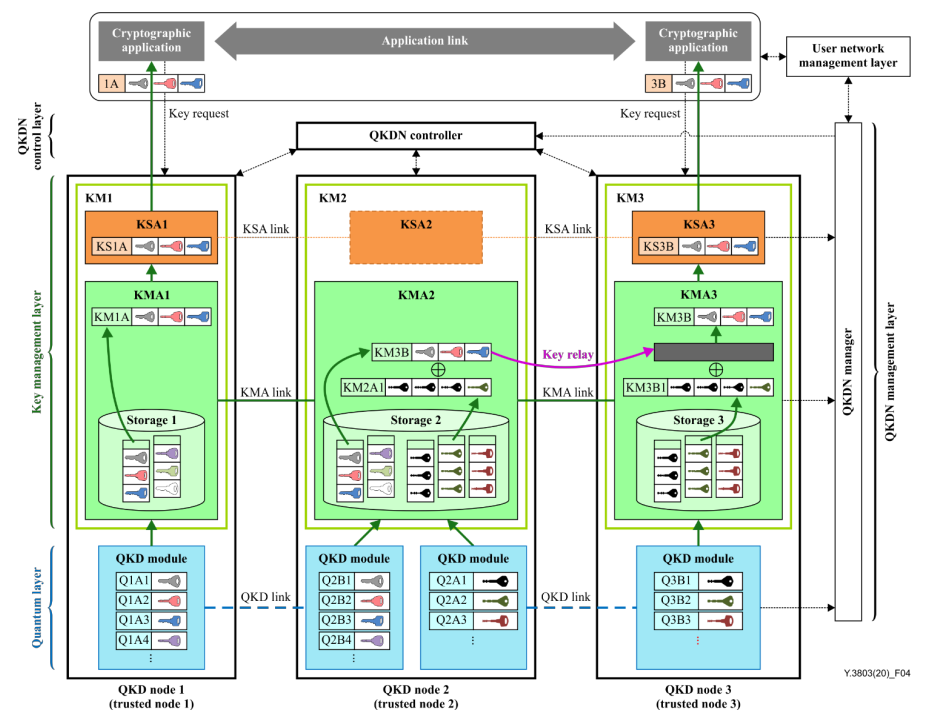 Cryptographic
application
Application link
Cryptographic
application
User network
management layer
1A
3B
Key request
Key request
QKDN
control layer
QKDN controller
KM1
KM2
KM3
KSA1
KS1A
KSA link
KSA2
KSA link
KSA3
KS3B
Key management layer
KMA1
KM1A
KMA2
KM3B
Key relay
KM2A1
KMA3
KM3B
KM3B1
KMA link
KMA link
Storage 1
Storage 2
Storage 3
QKDN manager
QKDN management layer
Quantum layer
QKD module
Q1A1
Q1A2
Q1A3
Q1A4
...
QKD link
QKD module
Q2B1
Q2B2
Q2B3
Q2B4
...
QKD module
Q2A1
Q2A2
Q2A3
...
QKD link
QKD module
Q3B1
Q3B2
Q3B3
...
QKD node 1
(trusted node 1)
QKD node 2
(trusted node 2)
QKD node 3
(trusted node 3)
Y.3803(20)_F04